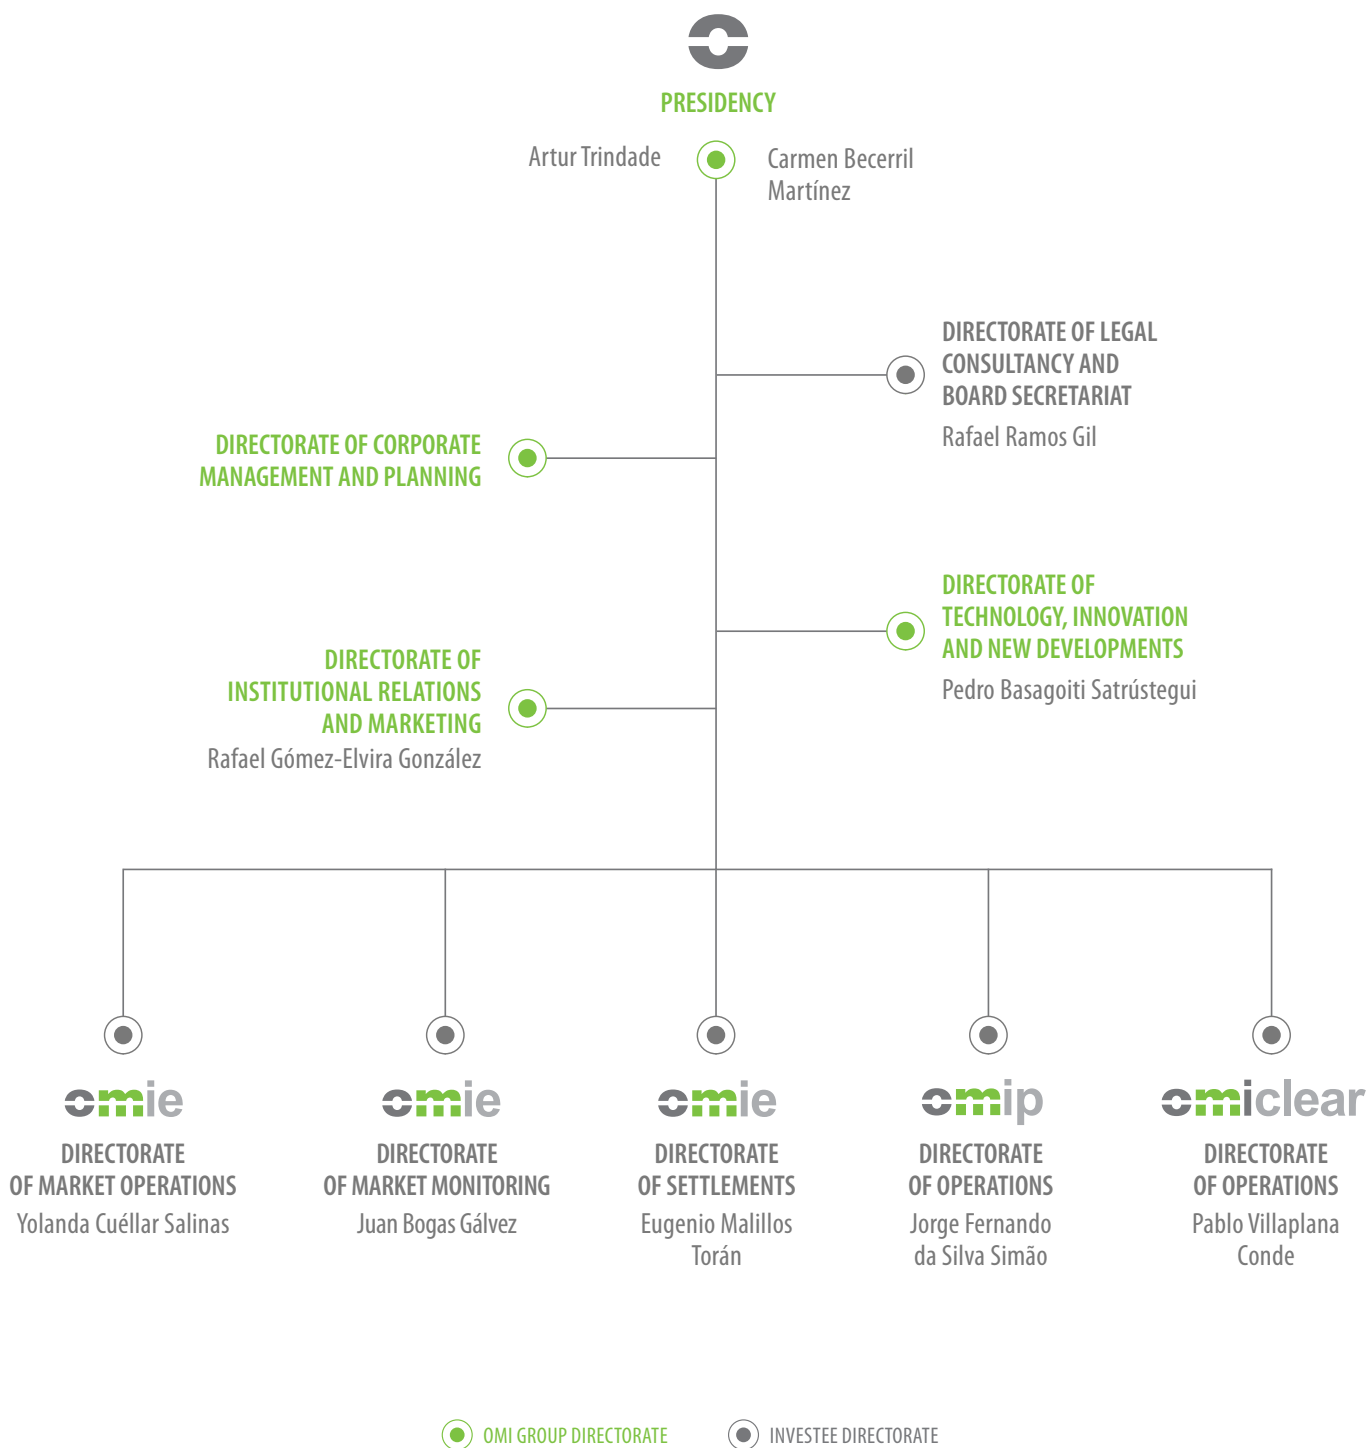 PRESIDENCY
Artur Trindade
Carmen Becerril
Martínez
DIRECTORATE OF LEGAL
CONSULTANCY AND
BOARD SECRETARIAT
Rafael Ramos Gil
DIRECTORATE OF CORPORATE
MANAGEMENT AND PLANNING
DIRECTORATE OF
TECHNOLOGY, INNOVATION
AND NEW DEVELOPMENTS
Pedro Basagoiti Satrústegui
DIRECTORATE OF
INSTITUTIONAL RELATIONS
AND MARKETING
Rafael Gómez-Elvira González
omie
DIRECTORATE
OF MARKET OPERATIONS
Yolanda Cuéllar Salinas
omie
DIRECTORATE
OF MARKET MONITORING
Juan Bogas Gálvez
omie
DIRECTORATE
OF SETTLEMENTS
Eugenio Malillos
Torán
omip
DIRECTORATE
OF OPERATIONS
Jorge Fernando
da Silva Simão
omiclear
DIRECTORATE
OF OPERATIONS
Pablo Villaplana
Conde
OMI GROUP DIRECTORATE
INVESTEE DIRECTORATE